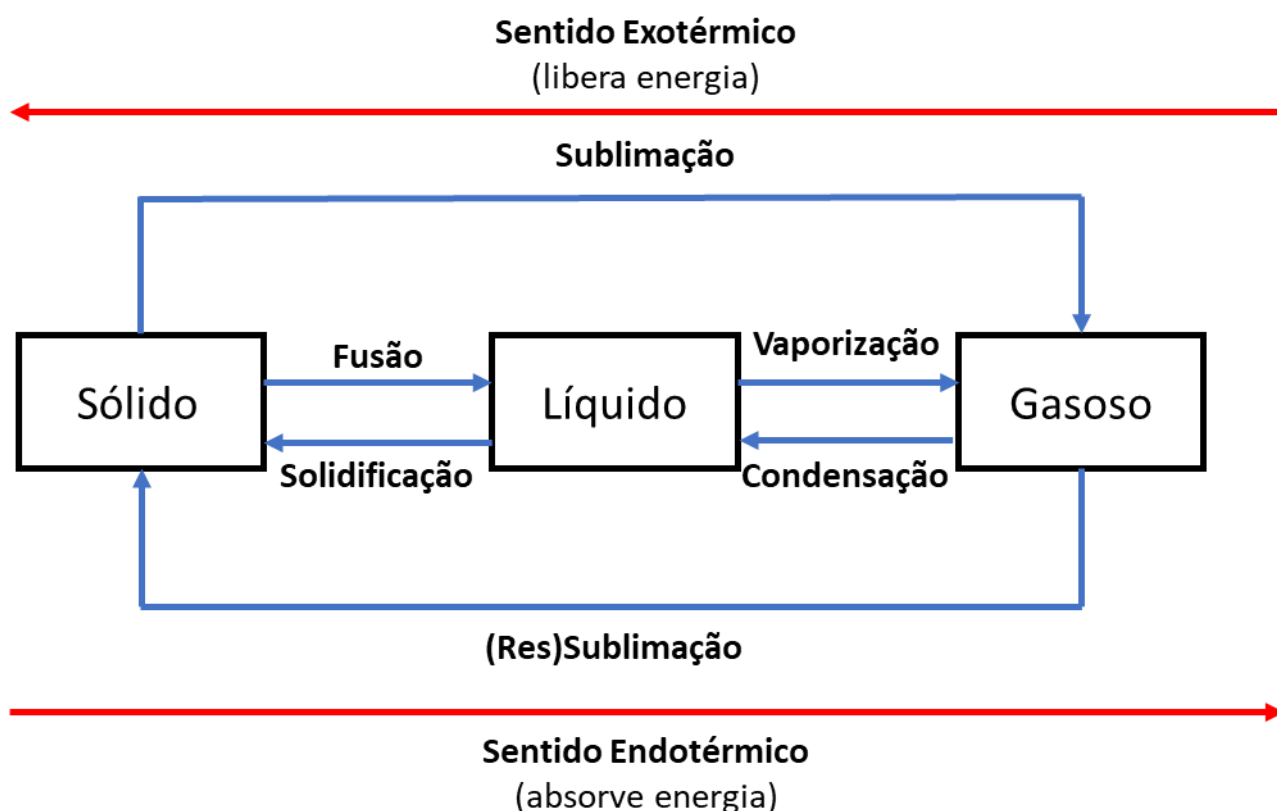 Sentido Exotérmico
(libera energia)
Sublimação
Fusão
Vaporização
Sólido
Líquido
Gasoso
Solidificação
Condensação
(Res)Sublimação
Sentido Endotérmico
(absorve energia)